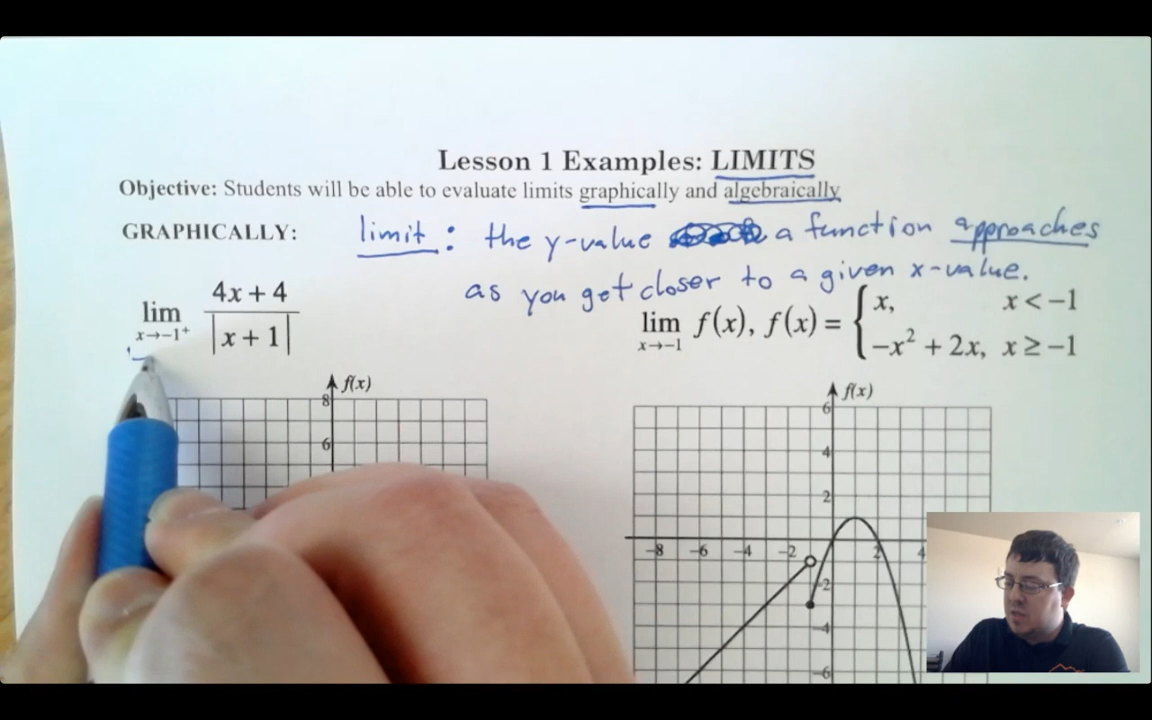 Lesson 1 Examples: LIMITS
Objective: Students will be able to evaluate limits graphically and algebraically
GRAPHICALLY: limit: the y-value a function approaches
as you get closer to a given x-value.
lim x→-1⁺ (4x + 4)/|x + 1|
lim x→-1 f(x), f(x) = { x, x < -1
-x² + 2x, x ≥ -1
f(x)
8
6
f(x)
6
4
2
-8 -6 -4 -2 2 4
-2
-4
-6